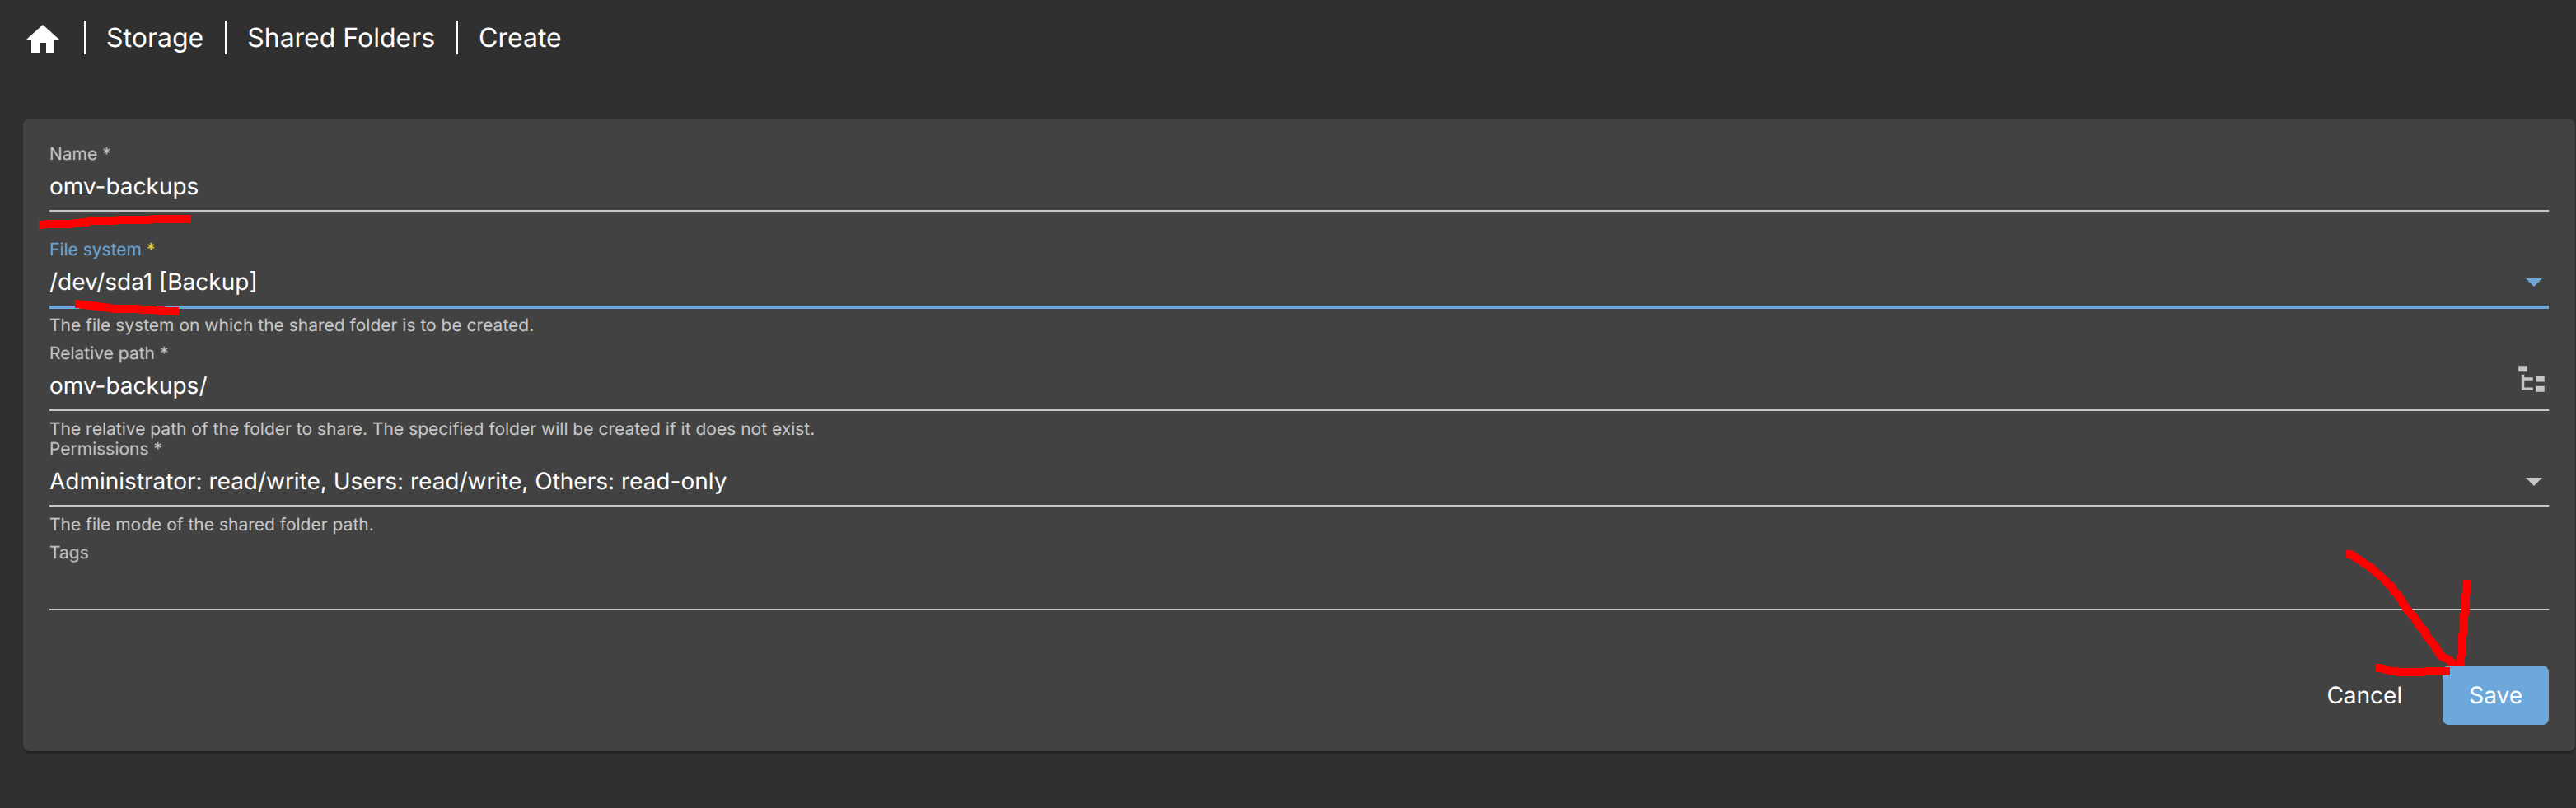 Storage | Shared Folders | Create
Name *
omv-backups
File system *
/dev/sda1 [Backup]
The file system on which the shared folder is to be created.
Relative path *
omv-backups/
The relative path of the folder to share. The specified folder will be created if it does not exist.
Permissions *
Administrator: read/write, Users: read/write, Others: read-only
The file mode of the shared folder path.
Tags
Cancel Save